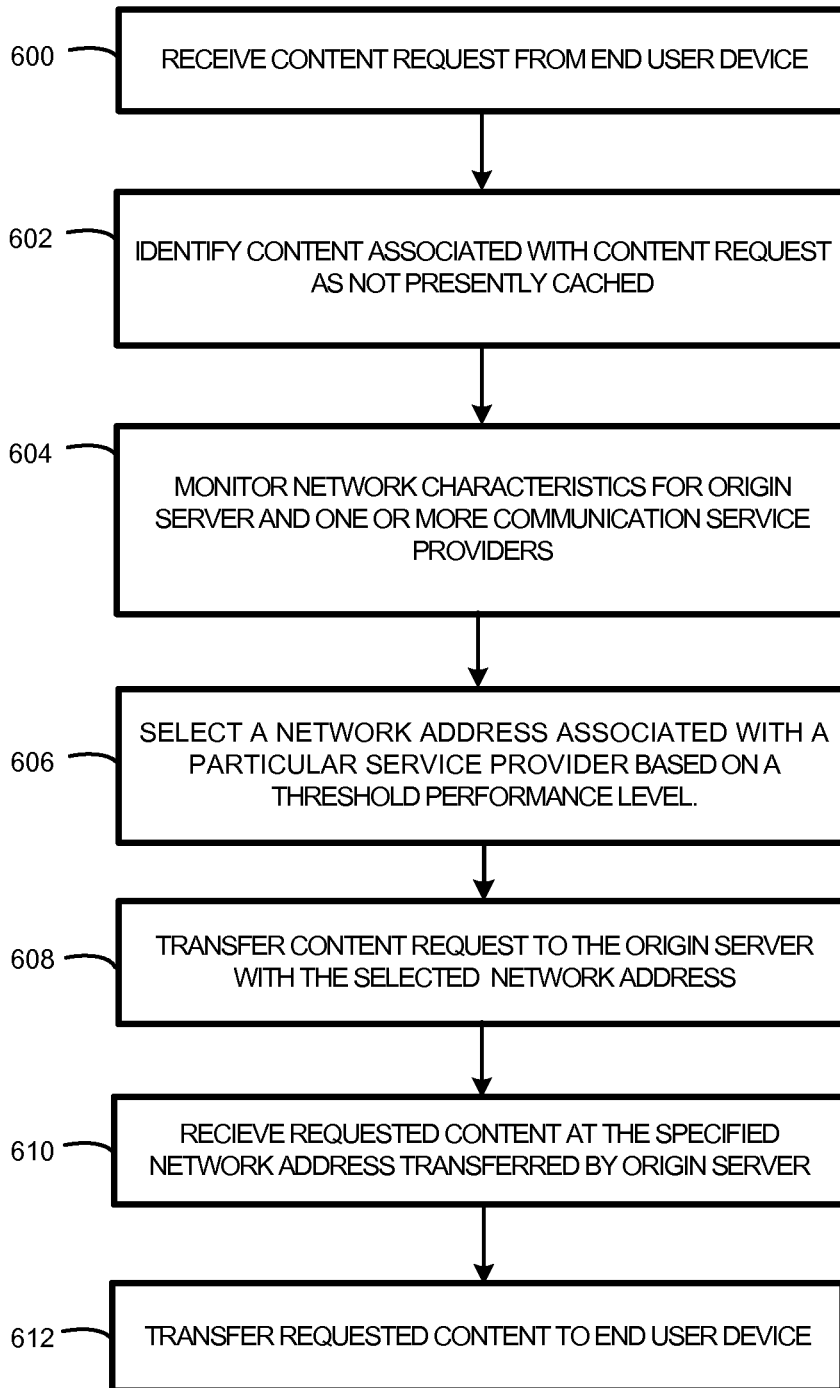 600
RECEIVE CONTENT REQUEST FROM END USER DEVICE
602
IDENTIFY CONTENT ASSOCIATED WITH CONTENT REQUEST
AS NOT PRESENTLY CACHED
604
MONITOR NETWORK CHARACTERISTICS FOR ORIGIN
SERVER AND ONE OR MORE COMMUNICATION SERVICE
PROVIDERS
606
SELECT A NETWORK ADDRESS ASSOCIATED WITH A
PARTICULAR SERVICE PROVIDER BASED ON A
THRESHOLD PERFORMANCE LEVEL.
608
TRANSFER CONTENT REQUEST TO THE ORIGIN SERVER
WITH THE SELECTED NETWORK ADDRESS
610
RECIEVE REQUESTED CONTENT AT THE SPECIFIED
NETWORK ADDRESS TRANSFERRED BY ORIGIN SERVER
612
TRANSFER REQUESTED CONTENT TO END USER DEVICE